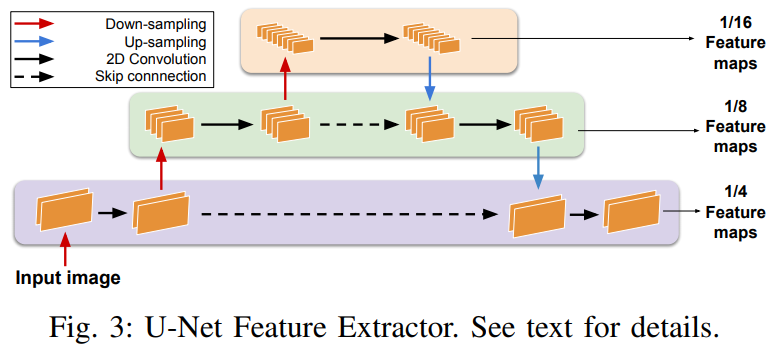 Down-sampling
Up-sampling
2D Convolution
Skip connnection
1/16
Feature
maps
1/8
Feature
maps
1/4
Feature
maps
Input image
Fig. 3: U-Net Feature Extractor. See text for details.